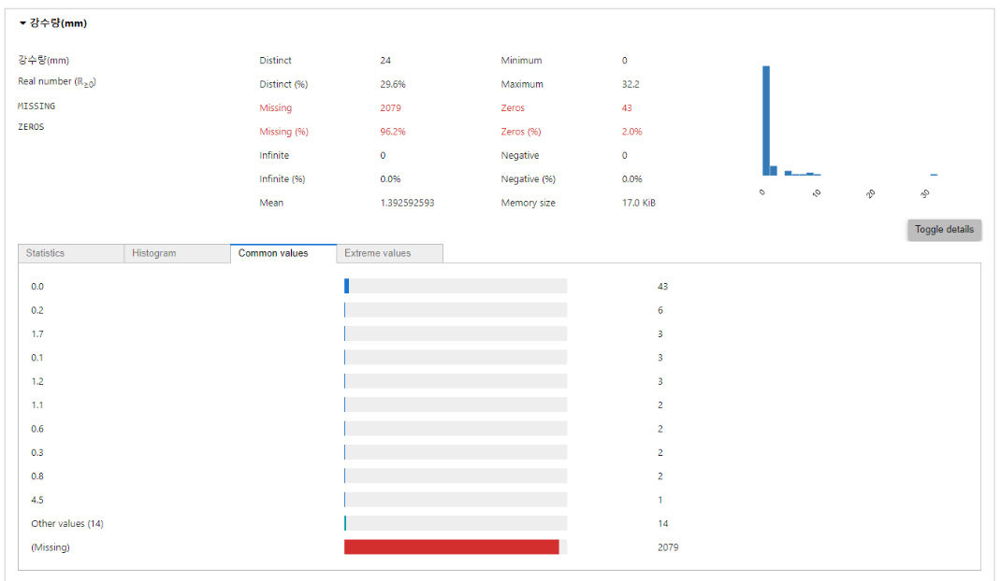 강수량(mm)
강수량(mm)
Real number (ℝ≥0)
MISSING
ZEROS
Distinct 24
Distinct (%) 29.6%
Missing 2079
Missing (%) 96.2%
Infinite 0
Infinite (%) 0.0%
Mean 1.392592593
Minimum 0
Maximum 32.2
Zeros 43
Zeros (%) 2.0%
Negative 0
Negative (%) 0.0%
Memory size 17.0 KiB
0 10 20 30
Toggle details
Statistics Histogram Common values Extreme values
0.0 43
0.2 6
1.7 3
0.1 3
1.2 3
1.1 2
0.6 2
0.3 2
0.8 2
4.5 1
Other values (14) 14
(Missing) 2079